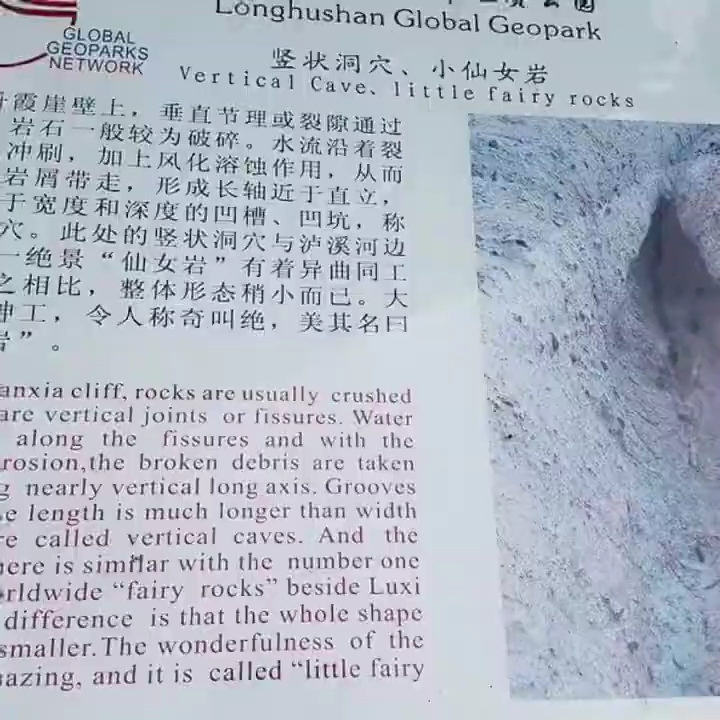 Longhushan Global Geopark
GLOBAL
GEOPARKS
NETWORK
竖状洞穴、小仙女岩
Vertical Cave、little fairy rocks
霞崖壁上，垂直节理或裂隙通过
岩石一般较为破碎。水流沿着裂
冲刷，加上风化溶蚀作用，从而
岩屑带走，形成长轴近于直立，
于宽度和深度的凹槽、凹坑，称
穴。此处的竖状洞穴与泸溪河边
一绝景“仙女岩”有着异曲同工
之相比，整体形态稍小而已。大
神工，令人称奇叫绝，美其名曰
岩”。
anxia cliff, rocks are usually crushed
are vertical joints or fissures. Water
along the fissures and with the
rosion,the broken debris are taken
g nearly vertical long axis. Grooves
e length is much longer than width
re called vertical caves. And the
here is similar with the number one
rldwide “fairy rocks” beside Luxi
difference is that the whole shape
smaller.The wonderfulness of the
azing, and it is called “little fairy